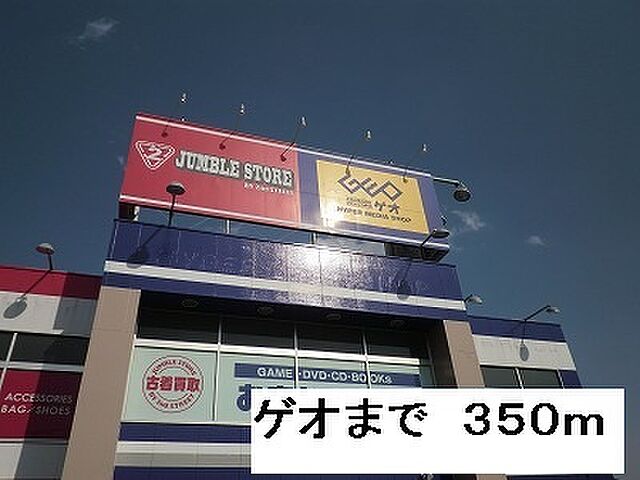 2
JUMBLE STORE
BY 2nd STREET
GEO
ゲオ
HYPER MEDIA SHOP
GAME・DVD・CD・BOOKs
JUMBLE STORE
古着買取
BY 2nd STREET
ACCESSORIES
BAG/SHOES
ゲオまで 350m